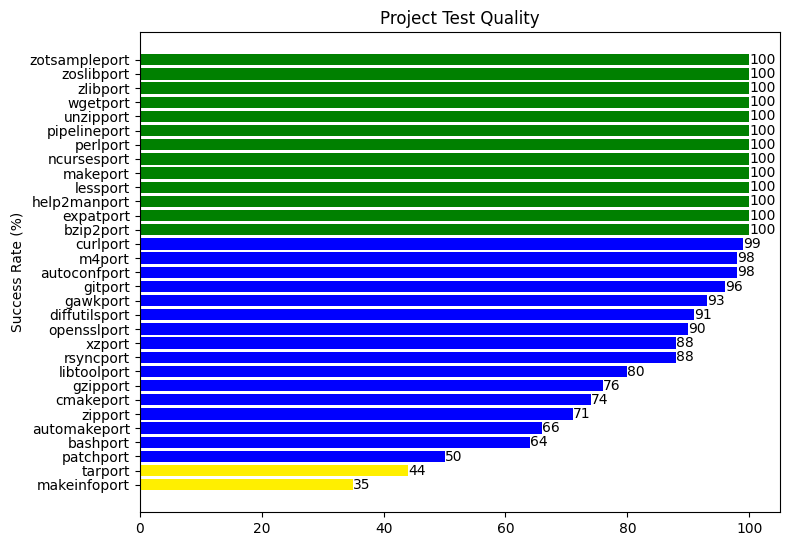 Project Test Quality
Success Rate (%)
zotsampleport 100
zoslibport 100
zlibport 100
wgetport 100
unzipport 100
pipelineport 100
perlport 100
ncursesport 100
makeport 100
lessport 100
help2manport 100
expatport 100
bzip2port 100
curlport 99
m4port 98
autoconfport 98
gitport 96
gawkport 93
diffutilsport 91
opensslport 90
xzport 88
rsyncport 88
libtoolport 80
gzipport 76
cmakeport 74
zipport 71
automakeport 66
bashport 64
patchport 50
tarport 44
makeinfoport 35
0 20 40 60 80 100